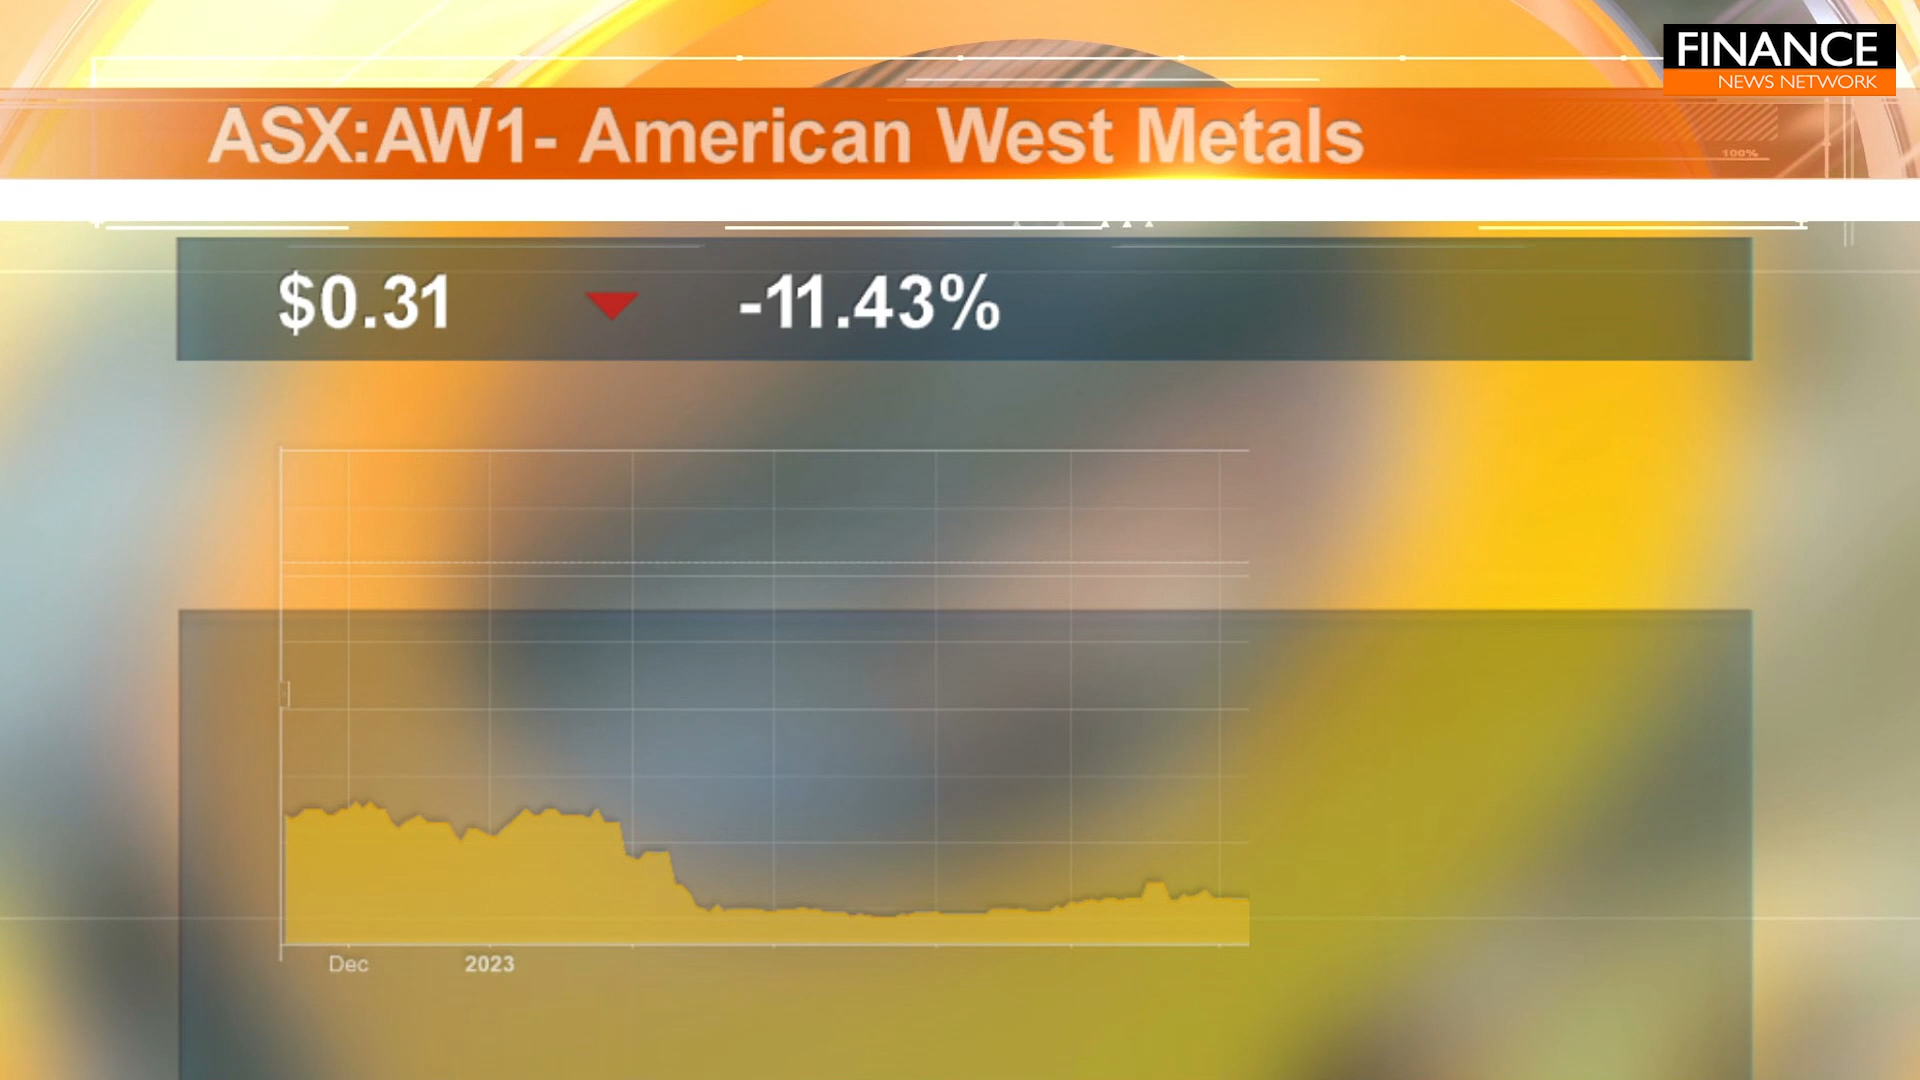 FINANCE
NEWS NETWORK
ASX:AW1- American West Metals
100%
$0.31 -11.43%
Dec 2023